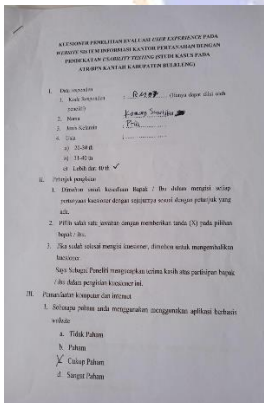 KUESIONER PENELITIAN EVALUASI USER EXPERIENCE PADA
WEBSITE SISTEM INFORMASI KANTOR PERTANAHAN DENGAN
PENDEKATAN USABILITY TESTING (STUDI KASUS PADA
ATR/BPN KANTAH KABUPATEN BULELENG)
I. Data responden
1. Kode Responden : (Hanya dapat diisi oleh
peneliti)
2. Nama : Komang
3. Jenis Kelamin :
4. Usia :
a) 20-30 th
b) 31-40 th
c) Lebih dari 40 th ✓
II. Petunjuk pengisian
1. Dimohon untuk kesediaan Bapak / Ibu dalam mengisi setiap
pertanyaan kuesioner dengan sejujurnya sesuai dengan petunjuk yang
ada.
2. Pilih salah satu jawaban dengan memberikan tanda (X) pada pilihan
bapak / ibu.
3. Jika sudah selesai mengisi kuesioner, dimohon untuk mengembalikan
kuesioner.
Saya Sebagai Peneliti mengucapkan terima kasih atas partisipasi bapak
/ ibu dalam pengisian kuesioner ini.
III. Pemanfaatan komputer dan internet
1. Seberapa paham anda menggunakan menggunakan aplikasi berbasis
website
a. Tidak Paham
b. Paham
X Cukup Paham
d. Sangat Paham